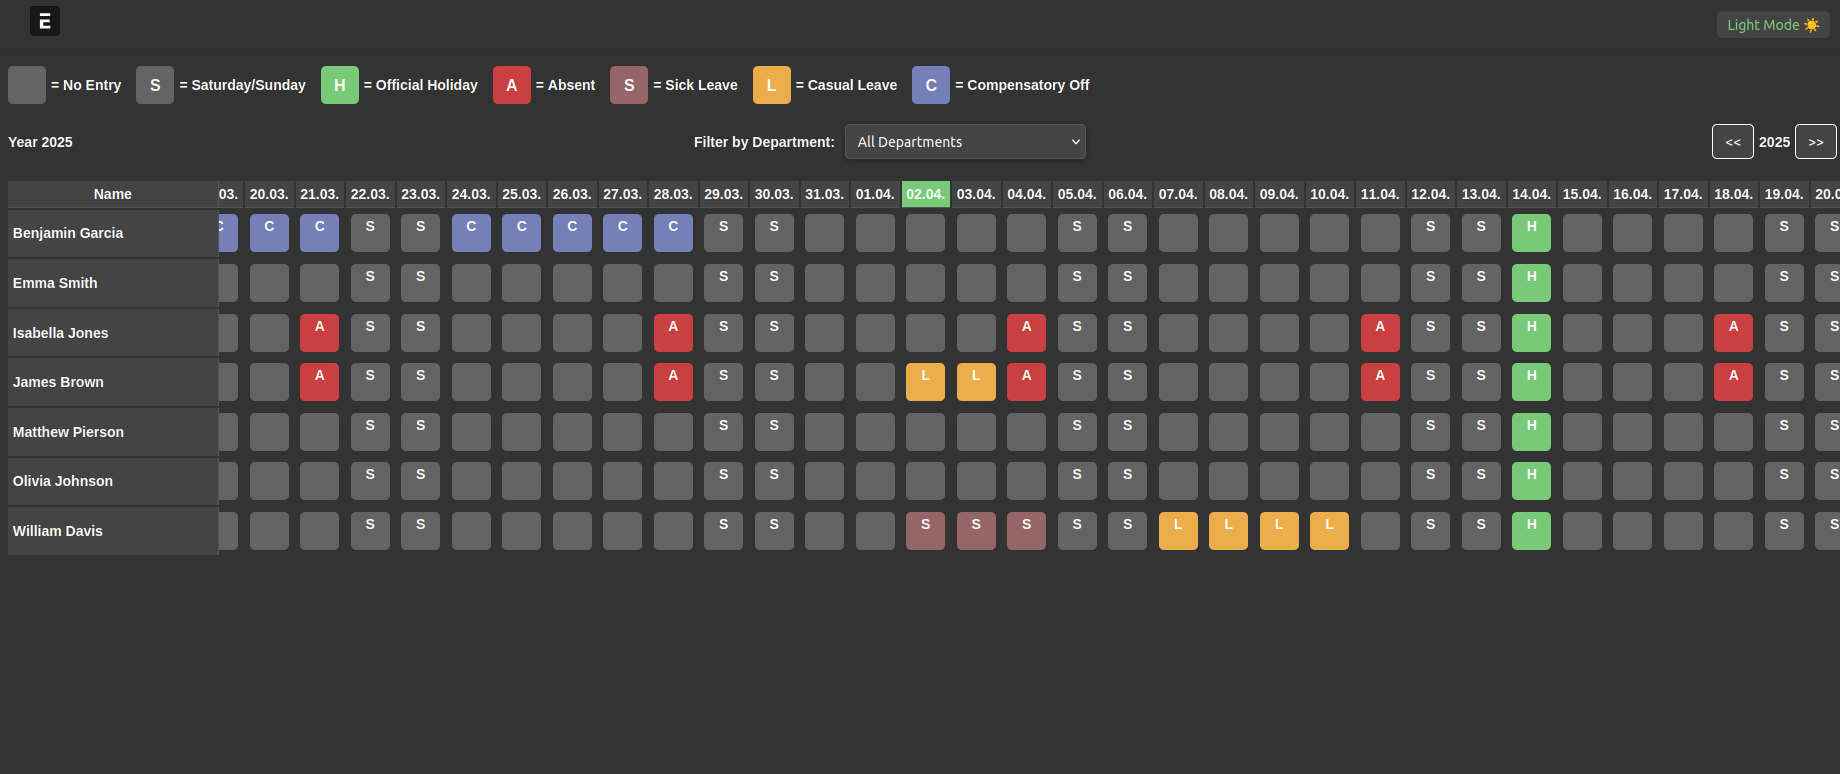 E
Light Mode ☀️
= No Entry S = Saturday/Sunday H = Official Holiday A = Absent S = Sick Leave L = Casual Leave C = Compensatory Off
Year 2025 Filter by Department: All Departments << 2025 >>
Name 03. 20.03. 21.03. 22.03. 23.03. 24.03. 25.03. 26.03. 27.03. 28.03. 29.03. 30.03. 31.03. 01.04. 02.04. 03.04. 04.04. 05.04. 06.04. 07.04. 08.04. 09.04. 10.04. 11.04. 12.04. 13.04. 14.04. 15.04. 16.04. 17.04. 18.04. 19.04. 20.0
Benjamin Garcia C C C S S C C C C C S S S S S S H S S
Emma Smith S S S S S S S S H S S
Isabella Jones A S S A S S A S S A S S H A S S
James Brown A S S A S S L L A S S A S S H A S S
Matthew Pierson S S S S S S S S H S S
Olivia Johnson S S S S S S S S H S S
William Davis S S S S S S S S S L L L L S S H S S